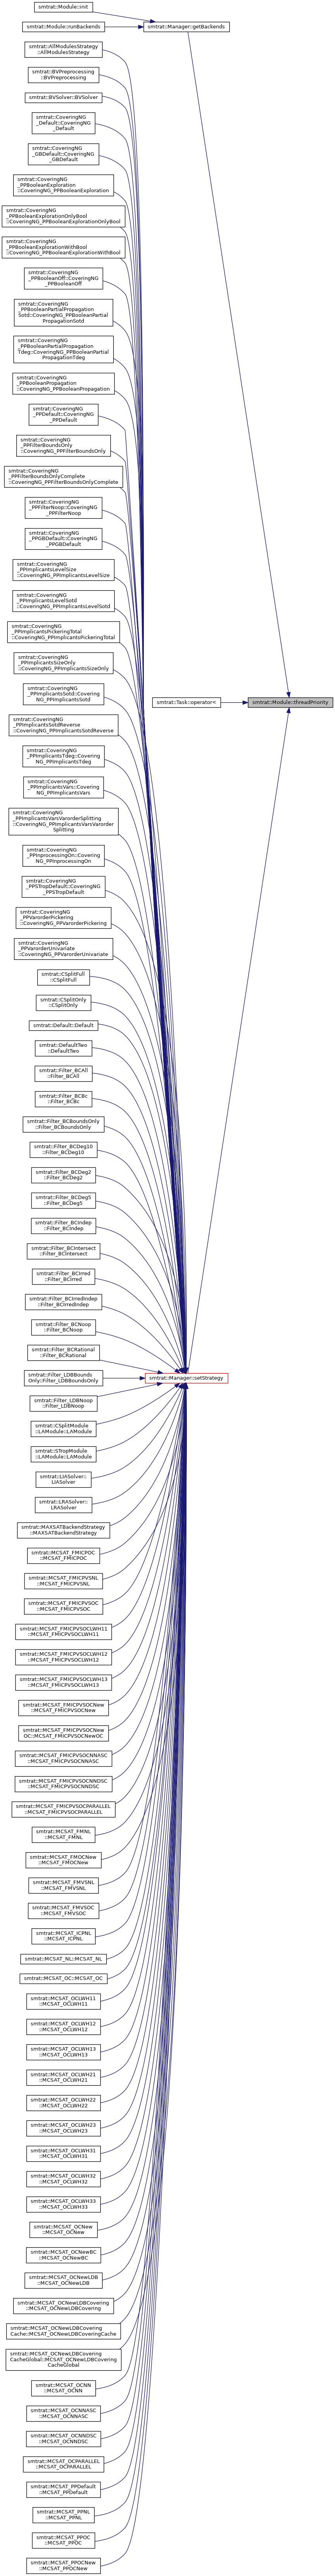 smtrat::Module::init
smtrat::Module::runBackends
smtrat::Manager::getBackends
smtrat::AllModulesStrategy
::AllModulesStrategy
smtrat::BVPreprocessing
::BVPreprocessing
smtrat::BVSolver::BVSolver
smtrat::CoveringNG
_Default::CoveringNG
_Default
smtrat::CoveringNG
_GBDefault::CoveringNG
_GBDefault
smtrat::CoveringNG
_PPBooleanExploration
::CoveringNG_PPBooleanExploration
smtrat::CoveringNG
_PPBooleanExplorationOnlyBool
::CoveringNG_PPBooleanExplorationOnlyBool
smtrat::CoveringNG
_PPBooleanExplorationWithBool
::CoveringNG_PPBooleanExplorationWithBool
smtrat::CoveringNG
_PPBooleanOff::CoveringNG
_PPBooleanOff
smtrat::CoveringNG
_PPBooleanPartialPropagation
Sotd::CoveringNG_PPBooleanPartial
PropagationSotd
smtrat::CoveringNG
_PPBooleanPartialPropagation
Tdeg::CoveringNG_PPBooleanPartial
PropagationTdeg
smtrat::CoveringNG
_PPBooleanPropagation
::CoveringNG_PPBooleanPropagation
smtrat::CoveringNG
_PPDefault::CoveringNG
_PPDefault
smtrat::CoveringNG
_PPFilterBoundsOnly
::CoveringNG_PPFilterBoundsOnly
smtrat::CoveringNG
_PPFilterBoundsOnlyComplete
::CoveringNG_PPFilterBoundsOnlyComplete
smtrat::CoveringNG
_PPFilterNoop::CoveringNG
_PPFilterNoop
smtrat::CoveringNG
_PPGBDefault::CoveringNG
_PPGBDefault
smtrat::CoveringNG
_PPImplicantsLevelSize
::CoveringNG_PPImplicantsLevelSize
smtrat::CoveringNG
_PPImplicantsLevelSotd
::CoveringNG_PPImplicantsLevelSotd
smtrat::CoveringNG
_PPImplicantsPickeringTotal
::CoveringNG_PPImplicantsPickeringTotal
smtrat::CoveringNG
_PPImplicantsSizeOnly
::CoveringNG_PPImplicantsSizeOnly
smtrat::CoveringNG
_PPImplicantsSotd::CoveringNG
_PPImplicantsSotd
smtrat::Task::operator<
smtrat::Module::threadPriority
smtrat::CoveringNG
_PPImplicantsSotdReverse
::CoveringNG_PPImplicantsSotdReverse
smtrat::CoveringNG
_PPImplicantsTdeg::Covering
NG_PPImplicantsTdeg
smtrat::CoveringNG
_PPImplicantsVars::Covering
NG_PPImplicantsVars
smtrat::CoveringNG
_PPImplicantsVarsVarorderSplitting
::CoveringNG_PPImplicantsVarsVarorder
Splitting
smtrat::CoveringNG
_PPInprocessingOn::Covering
NG_PPInprocessingOn
smtrat::CoveringNG
_PPSTropDefault::CoveringNG
_PPSTropDefault
smtrat::CoveringNG
_PPVarorderPickering
::CoveringNG_PPVarorderPickering
smtrat::CoveringNG
_PPVarorderUnivariate
::CoveringNG_PPVarorderUnivariate
smtrat::CSplitFull
::CSplitFull
smtrat::CSplitOnly
::CSplitOnly
smtrat::Default::Default
smtrat::DefaultTwo
::DefaultTwo
smtrat::Filter_BCAll
::Filter_BCAll
smtrat::Filter_BCBc
::Filter_BCBc
smtrat::Filter_BCBoundsOnly
::Filter_BCBoundsOnly
smtrat::Filter_BCDeg10
::Filter_BCDeg10
smtrat::Filter_BCDeg2
::Filter_BCDeg2
smtrat::Filter_BCDeg5
::Filter_BCDeg5
smtrat::Filter_BCIndep
::Filter_BCIndep
smtrat::Filter_BCIntersect
::Filter_BCIntersect
smtrat::Filter_BCIrred
::Filter_BCIrred
smtrat::Filter_BCIrredIndep
::Filter_BCIrredIndep
smtrat::Filter_BCNoop
::Filter_BCNoop
smtrat::Filter_BCRational
::Filter_BCRational
smtrat::Filter_LDBBounds
Only::Filter_LDBBoundsOnly
smtrat::Manager::setStrategy
smtrat::Filter_LDBNoop
::Filter_LDBNoop
smtrat::CSplitModule
::LAModule::LAModule
smtrat::STropModule
::LAModule::LAModule
smtrat::LIASolver::
LIASolver
smtrat::LRASolver::
LRASolver
smtrat::MAXSATBackendStrategy
::MAXSATBackendStrategy
smtrat::MCSAT_FMICPOC
::MCSAT_FMICPOC
smtrat::MCSAT_FMICPVSNL
::MCSAT_FMICPVSNL
smtrat::MCSAT_FMICPVSOC
::MCSAT_FMICPVSOC
smtrat::MCSAT_FMICPVSOCLWH11
::MCSAT_FMICPVSOCLWH11
smtrat::MCSAT_FMICPVSOCLWH12
::MCSAT_FMICPVSOCLWH12
smtrat::MCSAT_FMICPVSOCLWH13
::MCSAT_FMICPVSOCLWH13
smtrat::MCSAT_FMICPVSOCNew
::MCSAT_FMICPVSOCNew
smtrat::MCSAT_FMICPVSOCNew
OC::MCSAT_FMICPVSOCNewOC
smtrat::MCSAT_FMICPVSOCNNASC
::MCSAT_FMICPVSOCNNASC
smtrat::MCSAT_FMICPVSOCNNDSC
::MCSAT_FMICPVSOCNNDSC
smtrat::MCSAT_FMICPVSOCPARALLEL
::MCSAT_FMICPVSOCPARALLEL
smtrat::MCSAT_FMNL
::MCSAT_FMNL
smtrat::MCSAT_FMOCNew
::MCSAT_FMOCNew
smtrat::MCSAT_FMVSNL
::MCSAT_FMVSNL
smtrat::MCSAT_FMVSOC
::MCSAT_FMVSOC
smtrat::MCSAT_ICPNL
::MCSAT_ICPNL
smtrat::MCSAT_NL::MCSAT_NL
smtrat::MCSAT_OC::MCSAT_OC
smtrat::MCSAT_OCLWH11
::MCSAT_OCLWH11
smtrat::MCSAT_OCLWH12
::MCSAT_OCLWH12
smtrat::MCSAT_OCLWH13
::MCSAT_OCLWH13
smtrat::MCSAT_OCLWH21
::MCSAT_OCLWH21
smtrat::MCSAT_OCLWH22
::MCSAT_OCLWH22
smtrat::MCSAT_OCLWH23
::MCSAT_OCLWH23
smtrat::MCSAT_OCLWH31
::MCSAT_OCLWH31
smtrat::MCSAT_OCLWH32
::MCSAT_OCLWH32
smtrat::MCSAT_OCLWH33
::MCSAT_OCLWH33
smtrat::MCSAT_OCNew
::MCSAT_OCNew
smtrat::MCSAT_OCNewBC
::MCSAT_OCNewBC
smtrat::MCSAT_OCNewLDB
::MCSAT_OCNewLDB
smtrat::MCSAT_OCNewLDBCovering
::MCSAT_OCNewLDBCovering
smtrat::MCSAT_OCNewLDBCovering
Cache::MCSAT_OCNewLDBCoveringCache
smtrat::MCSAT_OCNewLDBCovering
CacheGlobal::MCSAT_OCNewLDBCovering
CacheGlobal
smtrat::MCSAT_OCNN
::MCSAT_OCNN
smtrat::MCSAT_OCNNASC
::MCSAT_OCNNASC
smtrat::MCSAT_OCNNDSC
::MCSAT_OCNNDSC
smtrat::MCSAT_OCPARALLEL
::MCSAT_OCPARALLEL
smtrat::MCSAT_PPDefault
::MCSAT_PPDefault
smtrat::MCSAT_PPNL
::MCSAT_PPNL
smtrat::MCSAT_PPOC
::MCSAT_PPOC
smtrat::MCSAT_PPOCNew
::MCSAT_PPOCNew